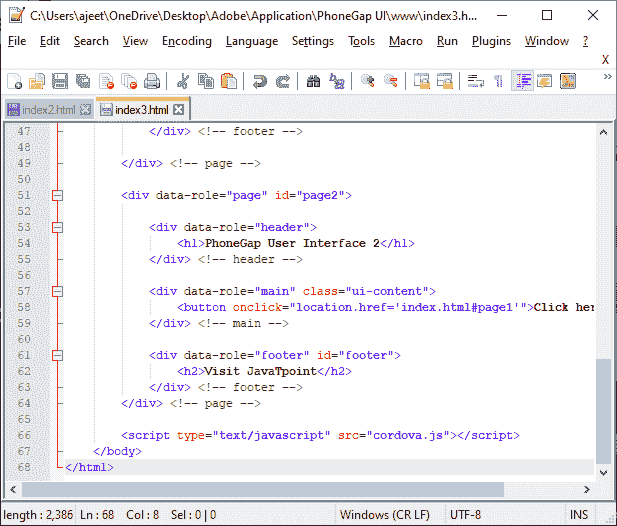 C:\Users\ajeet\OneDrive\Desktop\Adobe\Application\PhoneGap UI\www\index3.h...
File Edit Search View Encoding Language Settings Tools Macro Run Plugins Window ?
X
index2.html index3.html
47 </div> <!-- footer -->
48
49 </div> <!-- page -->
50
51 <div data-role="page" id="page2">
52
53 <div data-role="header">
54 <h1>PhoneGap User Interface 2</h1>
55 </div> <!-- header -->
56
57 <div data-role="main" class="ui-content">
58 <button onclick="location.href='index.html#page1'">Click her
59 </div> <!-- main -->
60
61 <div data-role="footer" id="footer">
62 <h2>Visit JavaTpoint</h2>
63 </div> <!-- footer -->
64 </div> <!-- page -->
65
66 <script type="text/javascript" src="cordova.js"></script>
67 </body>
68 </html>
length : 2,386 Ln : 68 Col : 8 Sel : 0 | 0 Windows (CR LF) UTF-8 INS